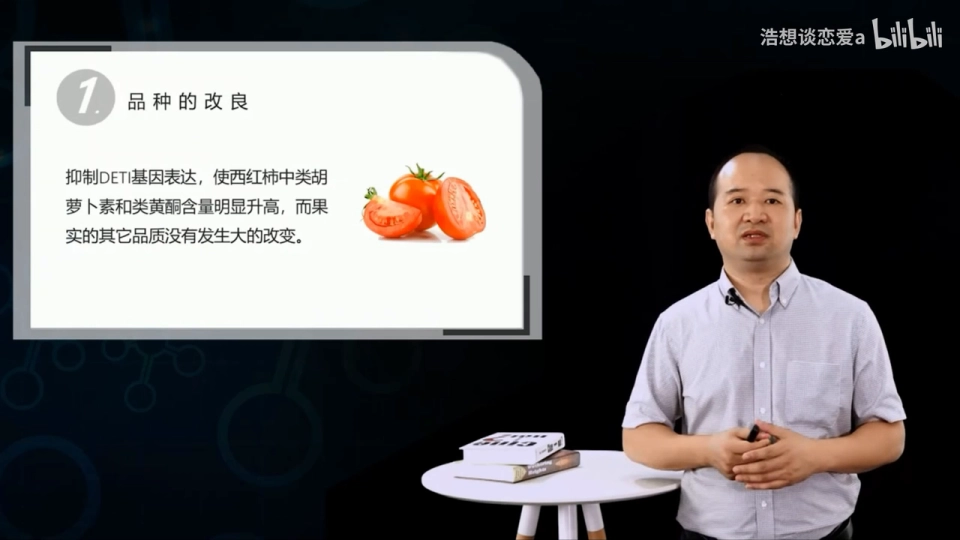 浩想谈恋爱a bilibili
1.
品种的改良
抑制DETI基因表达，使西红柿中类胡
萝卜素和类黄酮含量明显升高，而果
实的其它品质没有发生大的改变。